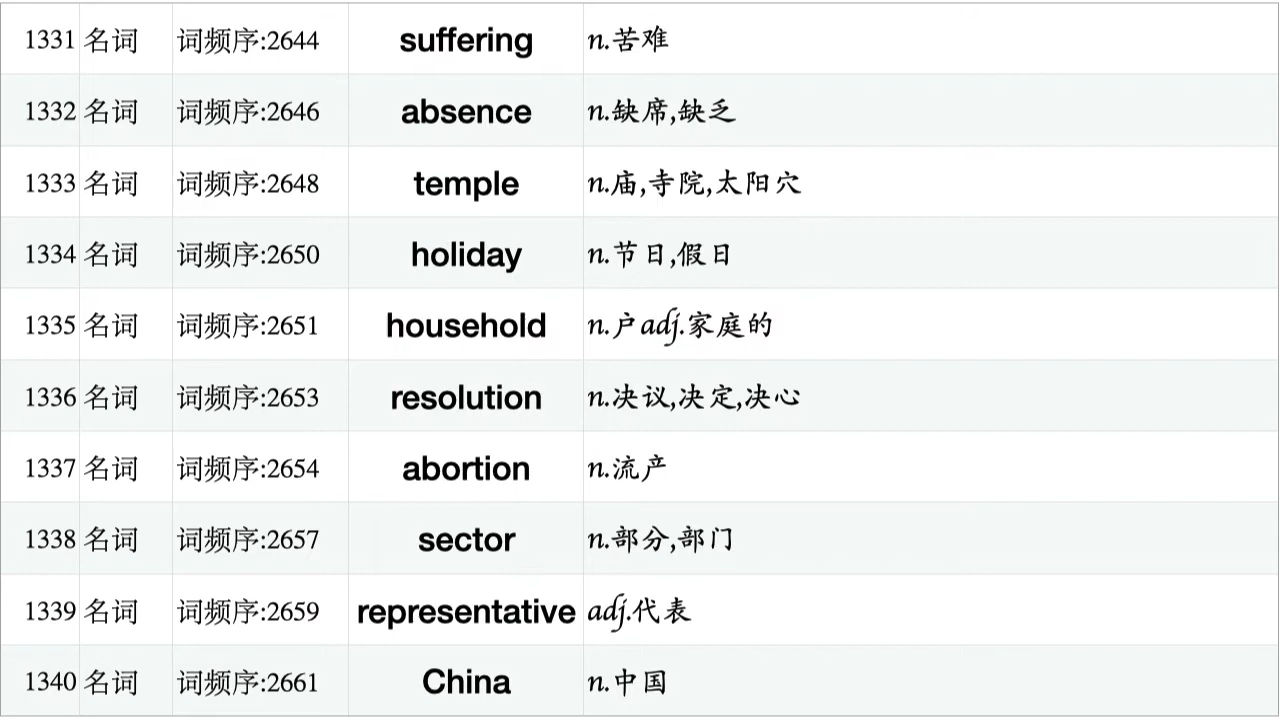 1331 名词 词频序:2644 suffering n.苦难
1332 名词 词频序:2646 absence n.缺席,缺乏
1333 名词 词频序:2648 temple n.庙,寺院,太阳穴
1334 名词 词频序:2650 holiday n.节日,假日
1335 名词 词频序:2651 household n.户adj.家庭的
1336 名词 词频序:2653 resolution n.决议,决定,决心
1337 名词 词频序:2654 abortion n.流产
1338 名词 词频序:2657 sector n.部分,部门
1339 名词 词频序:2659 representative adj.代表
1340 名词 词频序:2661 China n.中国